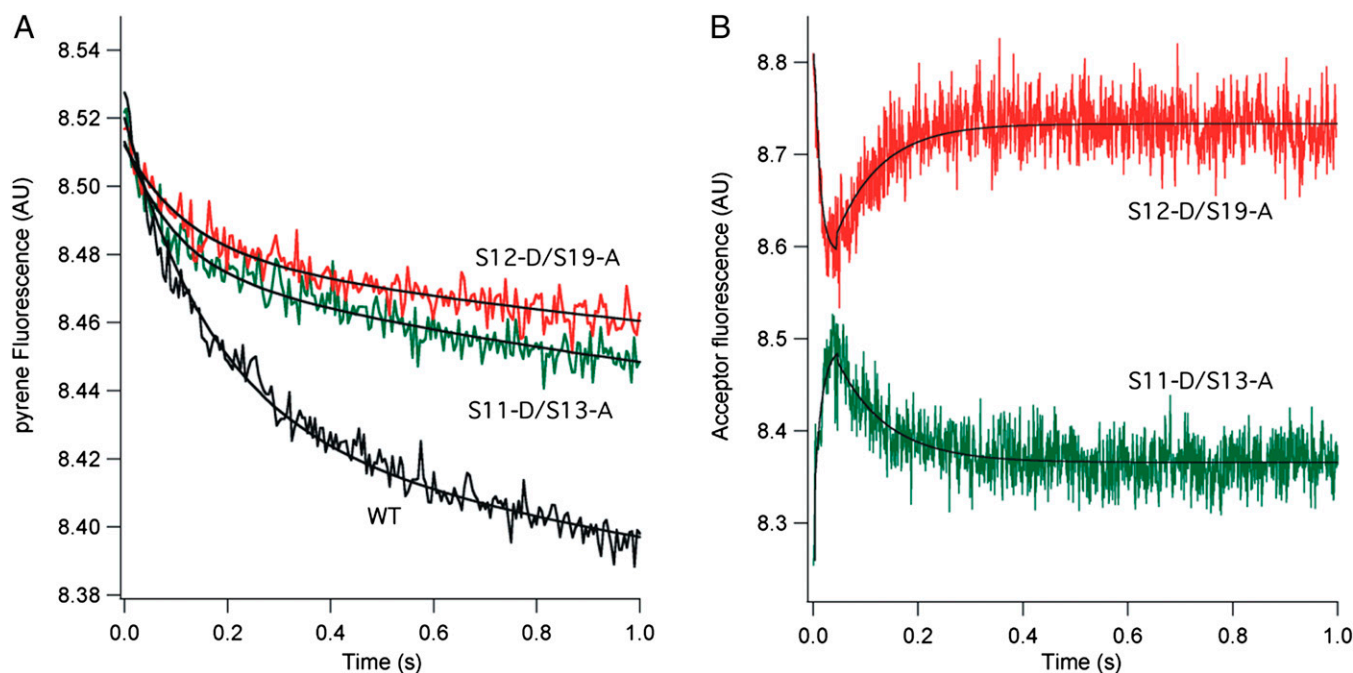 A
8.54
8.52
8.50
8.48
8.46
8.44
8.42
8.40
8.38
pyrene Fluorescence (AU)
S12-D/S19-A
S11-D/S13-A
WT
0.0 0.2 0.4 0.6 0.8 1.0
Time (s)
B
8.8
8.7
8.6
8.5
8.4
8.3
Acceptor fluorescence (AU)
S12-D/S19-A
S11-D/S13-A
0.0 0.2 0.4 0.6 0.8 1.0
Time (s)